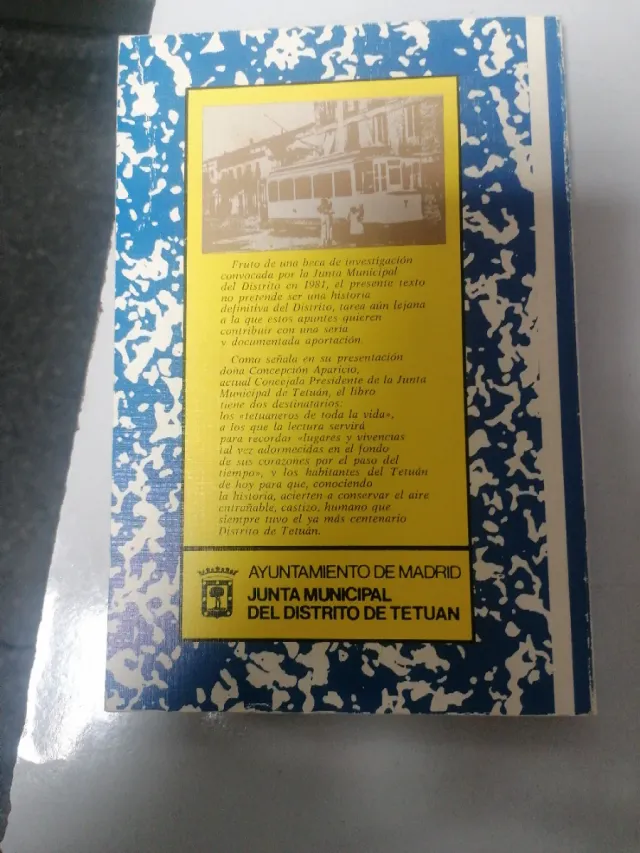 Fruto de una beca de investigación
convocada por la Junta Municipal
del Distrito en 1981, el presente texto
no pretende ser una historia
definitiva del Distrito, tarea aún lejana
a la que estos apuntes quieren
contribuir con una seria
y documentada aportación.
Como señala en su presentación
doña Concepción Aparicio,
actual Concejala Presidente de la Junta
Municipal de Tetuán, el libro
tiene dos destinatarios:
los «tetuaneros de toda la vida»,
a los que la lectura servirá
para recordar «lugares y vivencias
tal vez adormecidas en el fondo
de sus corazones por el paso del
tiempo», y los habitantes del Tetuán
de hoy para que, conociendo
la historia, acierten a conservar el aire
entrañable, castizo, humano que
siempre tuvo el ya más centenario
Distrito de Tetuán.
AYUNTAMIENTO DE MADRID
JUNTA MUNICIPAL
DEL DISTRITO DE TETUAN